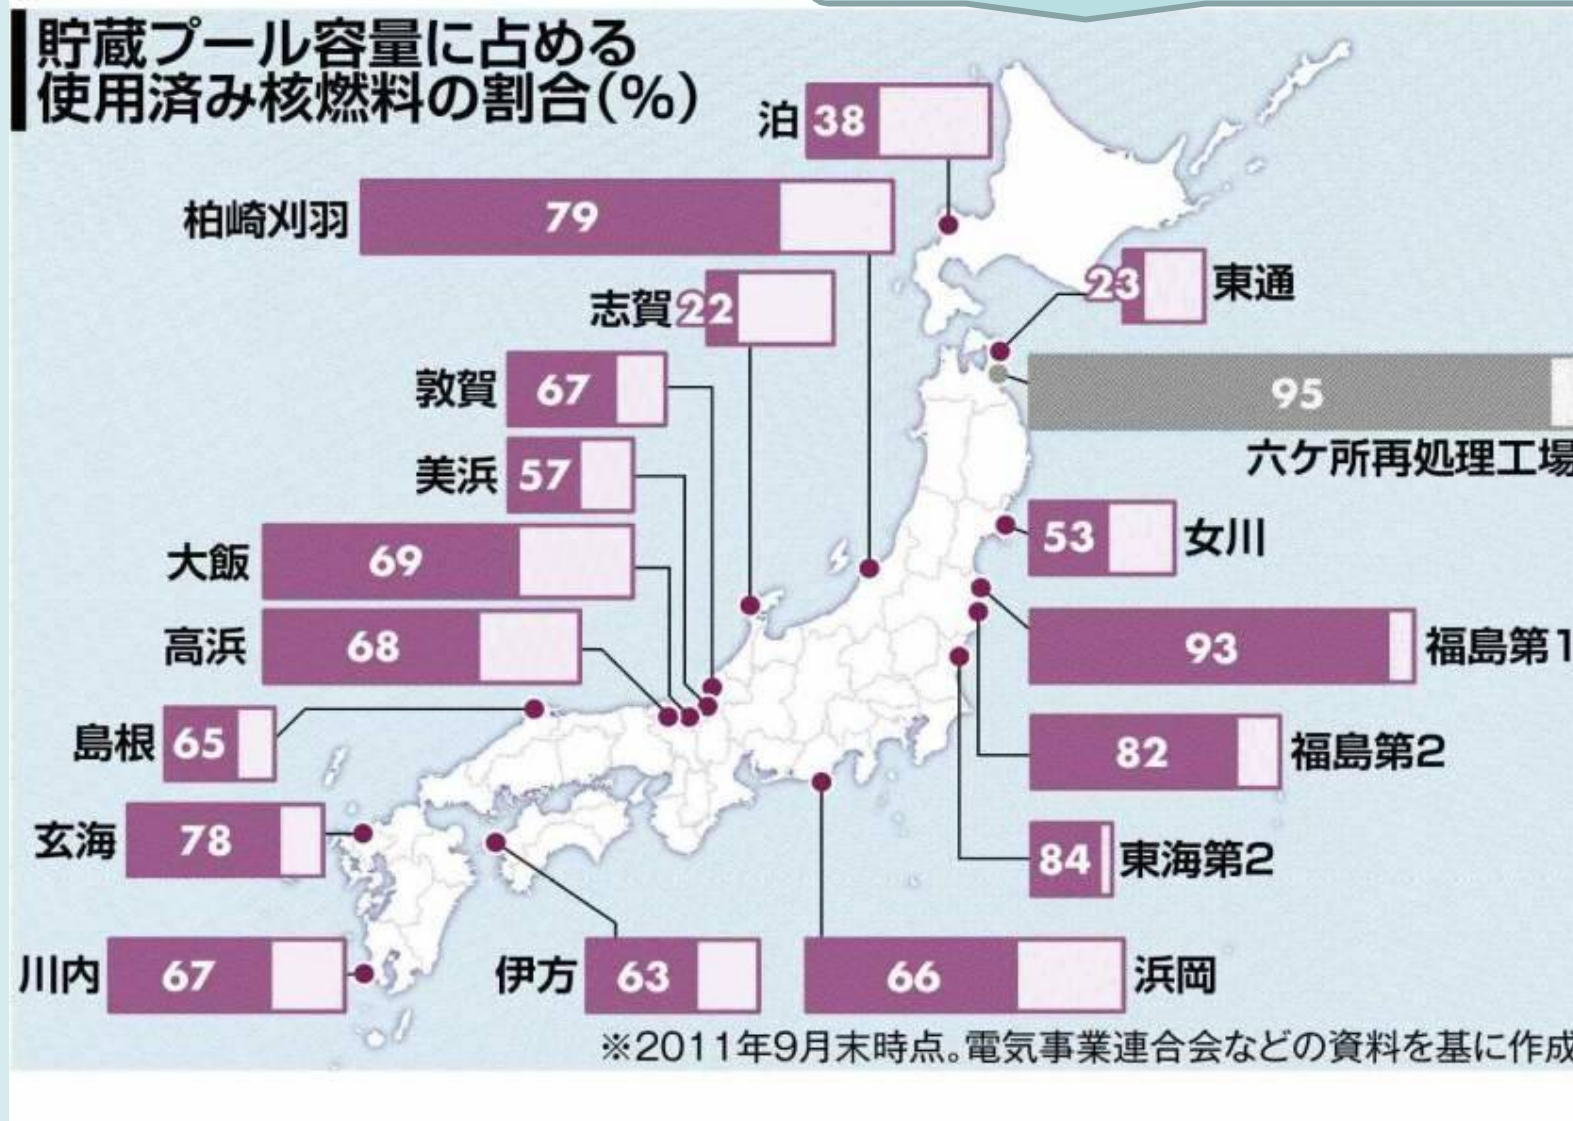 貯蔵プール容量に占める
使用済み核燃料の割合(%)
泊 38
柏崎刈羽 79
志賀 22
23 東通
敦賀 67
95
六ケ所再処理工場
美浜 57
大飯 69
53 女川
高浜 68
93 福島第1
島根 65
82 福島第2
玄海 78
84 東海第2
川内 67
伊方 63
66 浜岡
※2011年9月末時点。電気事業連合会などの資料を基に作成